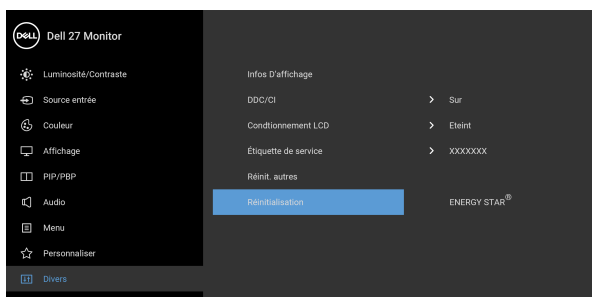 DELL Dell 27 Monitor
Luminosité/Contraste
Source entrée
Couleur
Affichage
PIP/PBP
Audio
Menu
Personnaliser
Divers
Infos D'affichage
DDC/CI > Sur
Condtionnement LCD > Eteint
Étiquette de service > XXXXXXX
Réinit. autres
Réinitialisation ENERGY STAR®